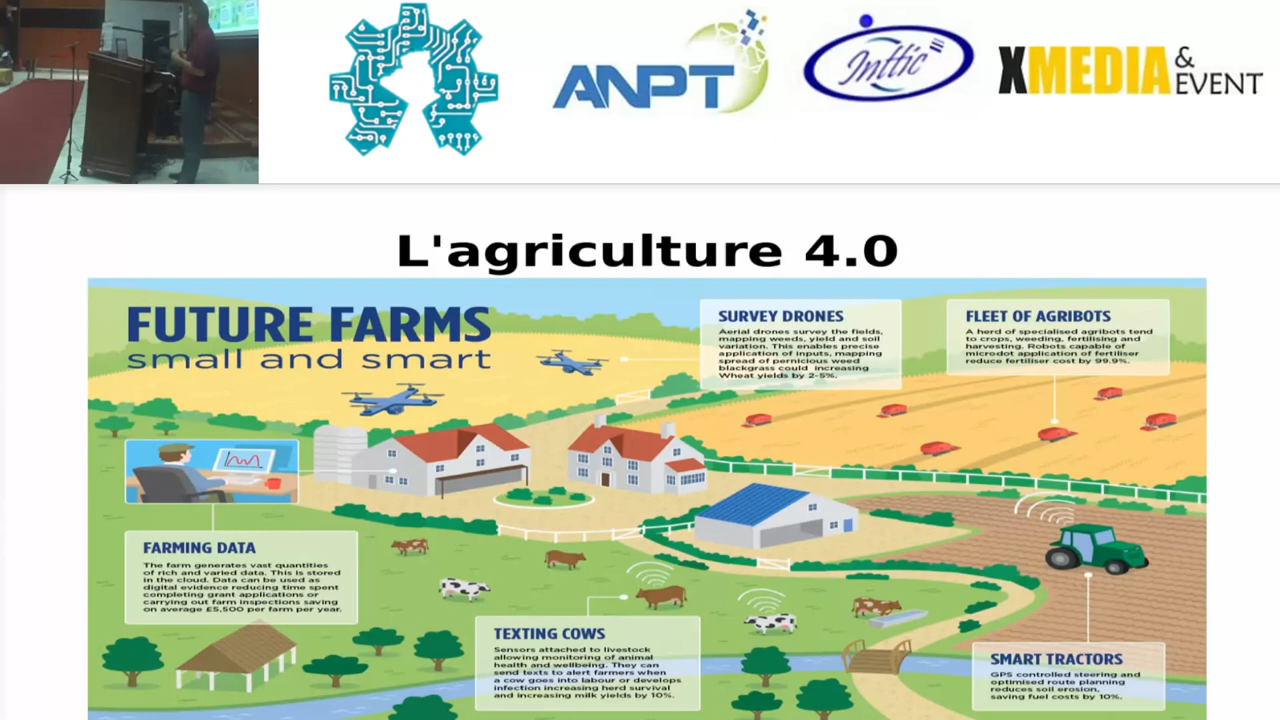 ANPT
Inttic
XMEDIA & EVENT
L'agriculture 4.0
FUTURE FARMS
small and smart
SURVEY DRONES
Aerial drones survey the fields,
mapping weeds, yield and soil
variation. This enables precise
application of inputs, mapping
spread of pernicious weed
blackgrass could increasing
Wheat yields by 2-5%.
FLEET OF AGRIBOTS
A herd of specialised agribots tend
to crops, weeding, fertilising and
harvesting. Robots capable of
microdot application of fertiliser
reduce fertiliser cost by 99.9%.
FARMING DATA
The farm generates vast quantities
of rich and varied data. This is stored
in the cloud. Data can be used as
digital evidence reducing time spent
completing grant applications or
carrying out farm inspections saving
on average £5,500 per farm per year.
TEXTING COWS
Sensors attached to livestock
allowing monitoring of animal
health and wellbeing. They can
send texts to alert farmers when
a cow goes into labour or develops
infection increasing herd survival
and increasing milk yields by 10%.
SMART TRACTORS
GPS controlled steering and
optimised route planning
reduces soil erosion,
saving fuel costs by 10%.